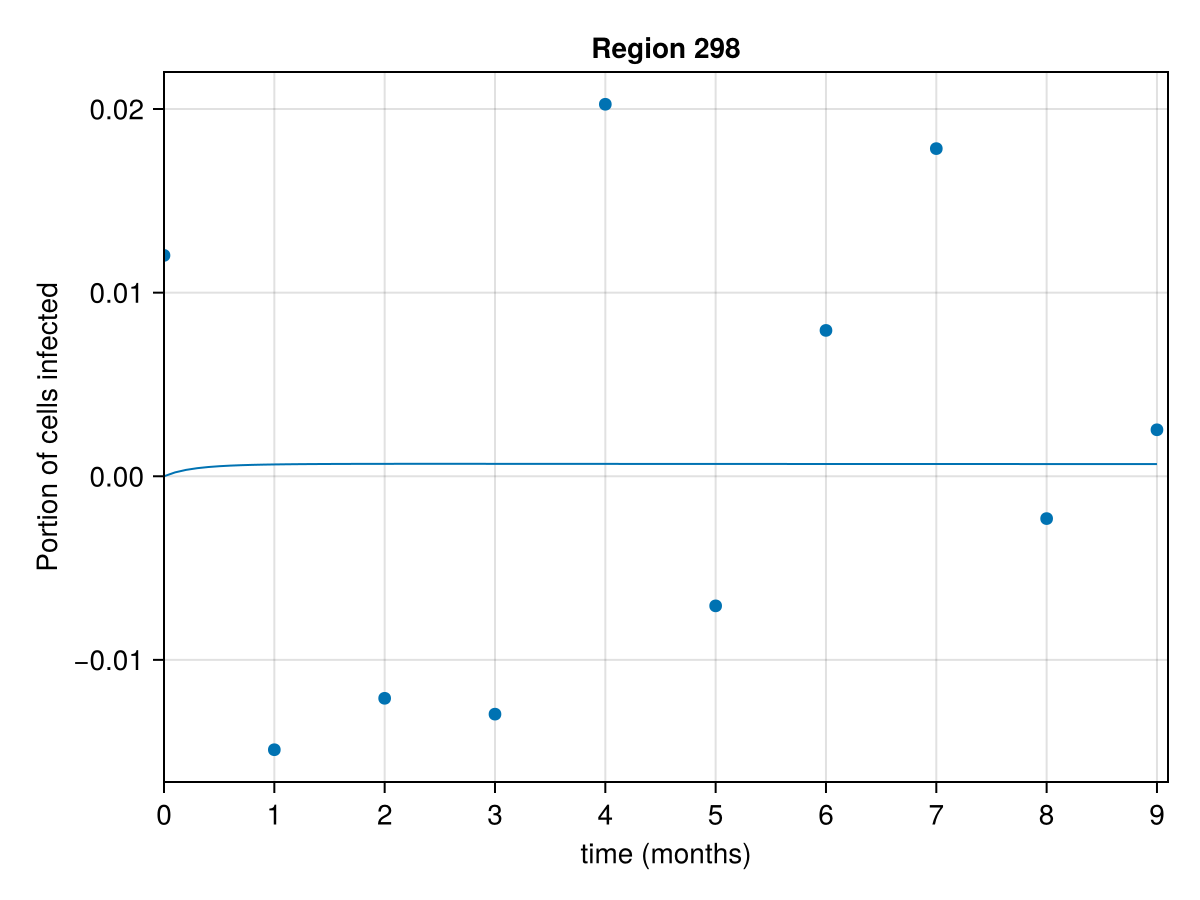 Region 298
Portion of cells infected
0.02
0.01
0.00
−0.01
0 1 2 3 4 5 6 7 8 9
time (months)